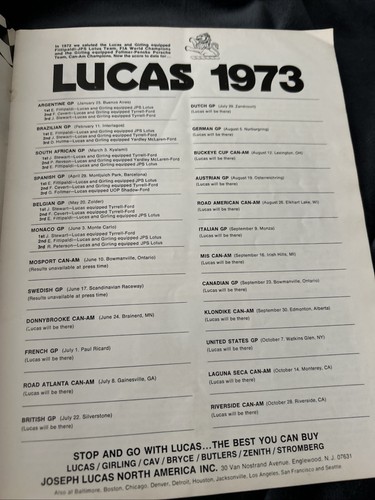 In 1972 we saluted the Lucas and Girling equipped
Fittipaldi-JPS Lotus Team, FIA World Champions
and the Girling equipped Follmer-Penske Porsche
Team, Can-Am Champions. Now the score to date for...
LUCAS 1973
ARGENTINE GP (January 28, Buenos Aires)
1st E. Fittipaldi—Lucas and Girling equipped JPS Lotus
2nd F. Cevert—Lucas equipped Tyrrell-Ford
3rd J. Stewart—Lucas equipped Tyrrell-Ford
BRAZILIAN GP (February 11, Interlagos)
1st E. Fittipaldi—Lucas and Girling equipped JPS Lotus
2nd J. Stewart—Lucas equipped Tyrrell-Ford
3rd D. Hulme—Lucas and Girling equipped Yardley McLaren-Ford
SOUTH AFRICAN GP (March 3, Kyalami)
1st J. Stewart—Lucas equipped Tyrrell-Ford
2nd P. Revson—Lucas and Girling equipped Yardley McLaren-Ford
3rd E. Fittipaldi—Lucas and Girling equipped JPS Lotus
SPANISH GP (April 29, Montjuich Park, Barcelona)
1st E. Fittipaldi—Lucas and Girling equipped JPS Lotus
2nd F. Cevert—Lucas equipped Tyrrell-Ford
3rd G. Follmer—Lucas equipped UOP Shadow-Ford
BELGIAN GP (May 20, Zolder)
1st J. Stewart—Lucas equipped Tyrrell-Ford
2nd F. Cevert—Lucas equipped Tyrrell-Ford
3rd E. Fittipaldi—Lucas and Girling equipped JPS Lotus
MONACO GP (June 3, Monte Carlo)
1st J. Stewart—Lucas equipped Tyrrell-Ford
2nd E. Fittipaldi—Lucas and Girling equipped JPS Lotus
3rd R. Peterson—Lucas and Girling equipped JPS Lotus
MOSPORT CAN-AM (June 10, Bowmanville, Ontario)
(Results unavailable at press time)
SWEDISH GP (June 17, Scandinavian Raceway)
(Results unavailable at press time)
DONNYBROOKE CAN-AM (June 24, Brainerd, MN)
(Lucas will be there)
FRENCH GP (July 1, Paul Ricard)
(Lucas will be there)
ROAD ATLANTA CAN-AM (July 8, Gainesville, GA)
(Lucas will be there)
BRITISH GP (July 22, Silverstone)
(Lucas will be there)
DUTCH GP (July 29, Zandvoort)
(Lucas will be there)
GERMAN GP (August 5, Nurburgring)
(Lucas will be there)
BUCKEYE CUP CAN-AM (August 12, Lexington, OH)
(Lucas will be there)
AUSTRIAN GP (August 19, Osterreichring)
(Lucas will be there)
ROAD AMERICAN CAN-AM (August 26, Elkhart Lake, WI)
(Lucas will be there)
ITALIAN GP (September 9, Monza)
(Lucas will be there)
MIS CAN-AM (September 16, Irish Hills, MI)
(Lucas will be there)
CANADIAN GP (September 23, Bowmanville, Ontario)
(Lucas will be there)
KLONDIKE CAN-AM (September 30, Edmonton, Alberta)
(Lucas will be there)
UNITED STATES GP (October 7, Watkins Glen, NY)
(Lucas will be there)
LAGUNA SECA CAN-AM (October 14, Monterey, CA)
(Lucas will be there)
RIVERSIDE CAN-AM (October 28, Riverside, CA)
(Lucas will be there)
STOP AND GO WITH LUCAS...THE BEST YOU CAN BUY
LUCAS / GIRLING / CAV / BRYCE / BUTLERS / ZENITH / STROMBERG
JOSEPH LUCAS NORTH AMERICA INC. 30 Van Nostrand Avenue, Englewood, N. J. 07631
Also at Baltimore, Boston, Chicago, Denver, Detroit, Houston, Jacksonville, Los Angeles, San Francisco and Seattle.